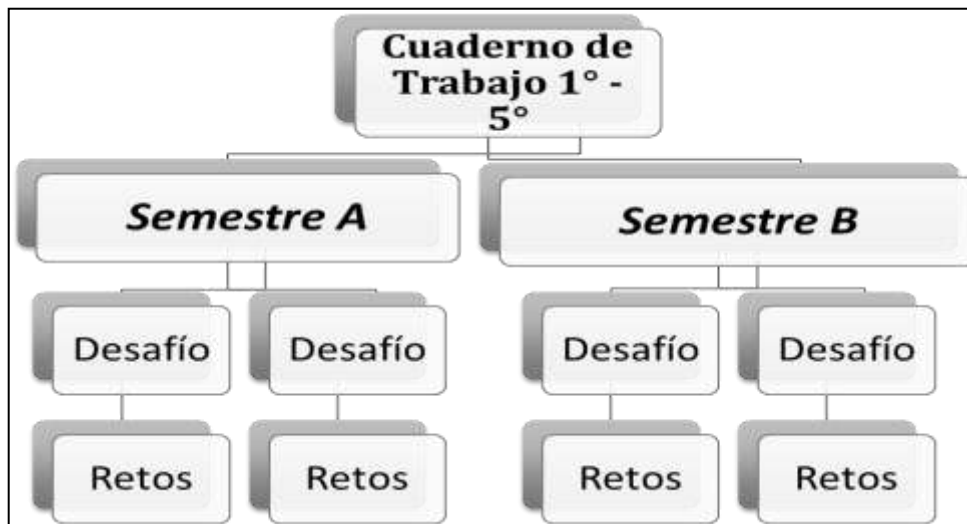 Cuaderno de
Trabajo 1° -
5°
Semestre A
Semestre B
Desafío
Desafío
Desafío
Desafío
Retos
Retos
Retos
Retos